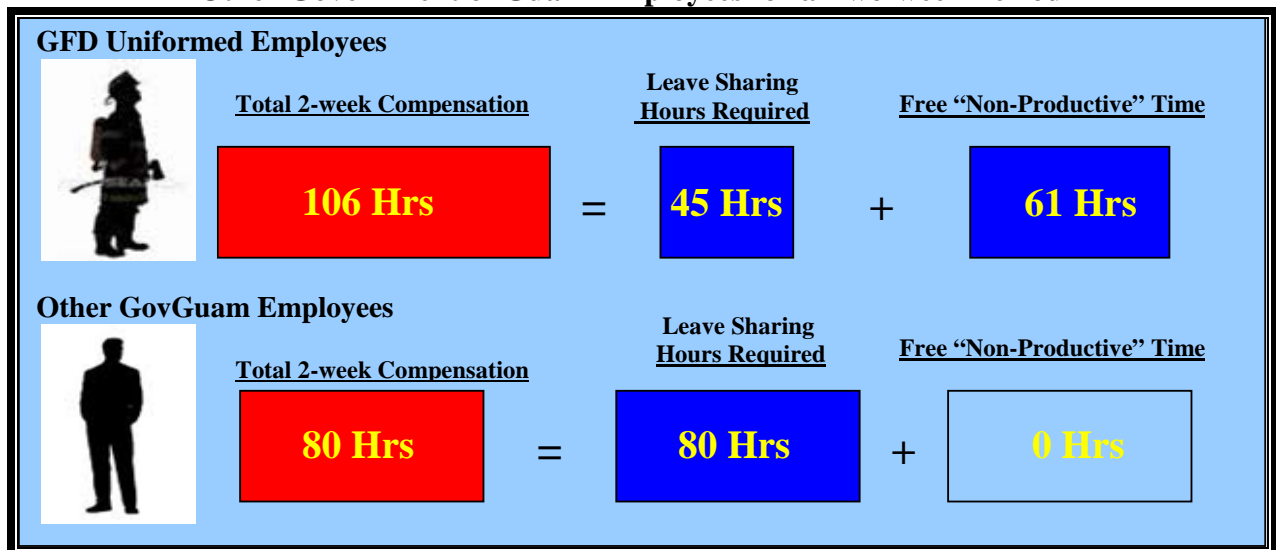 GFD Uniformed Employees
Total 2-week Compensation
Leave Sharing
Hours Required
Free “Non-Productive” Time
106 Hrs = 45 Hrs + 61 Hrs
Other GovGuam Employees
Total 2-week Compensation
Leave Sharing
Hours Required
Free “Non-Productive” Time
80 Hrs = 80 Hrs + 0 Hrs